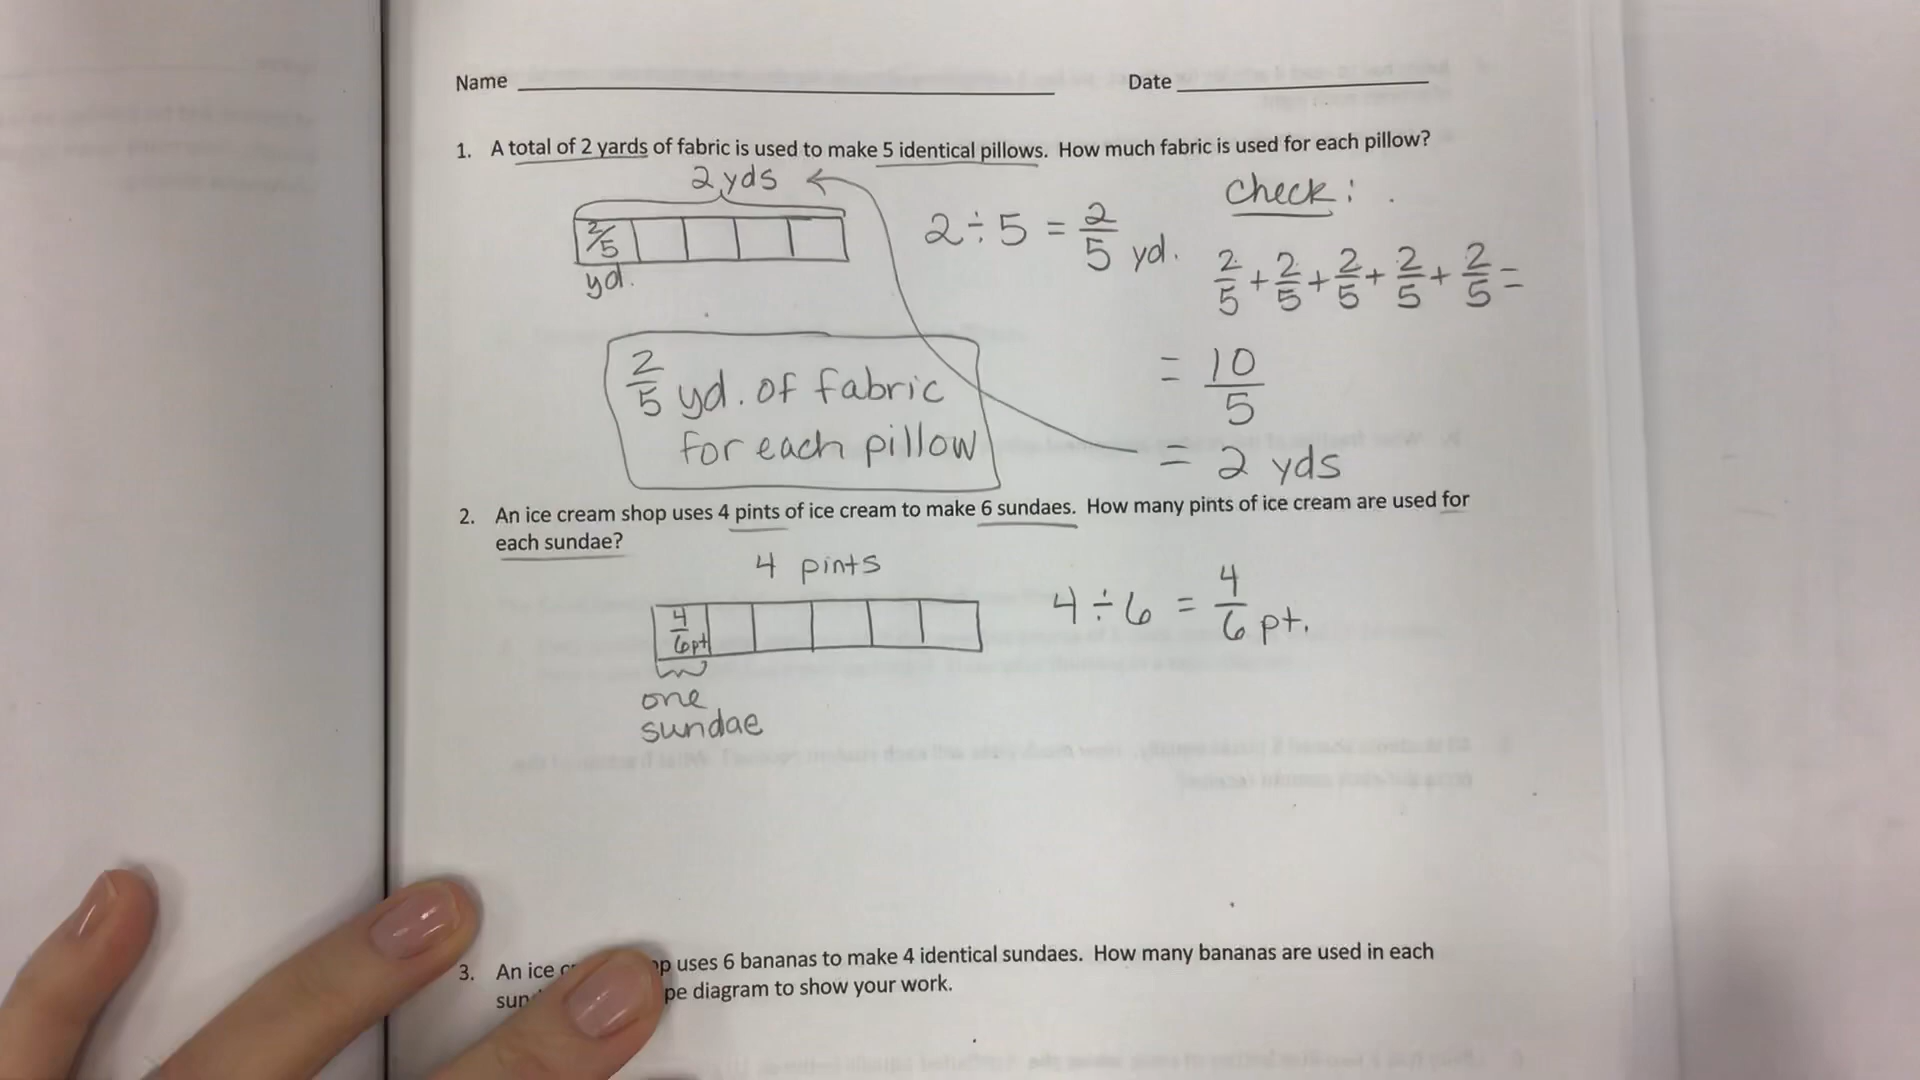 Name Date
1. A total of 2 yards of fabric is used to make 5 identical pillows. How much fabric is used for each pillow?
2 yds
check:
2/5
yd.
2 ÷ 5 = 2/5 yd.
2/5 + 2/5 + 2/5 + 2/5 + 2/5 =
= 10/5
= 2 yds
2/5 yd. of fabric
for each pillow
2. An ice cream shop uses 4 pints of ice cream to make 6 sundaes. How many pints of ice cream are used for
each sundae?
4 pints
4/6 pt
4 ÷ 6 = 4/6 pt.
one
sundae
3. An ice uses 6 bananas to make 4 identical sundaes. How many bananas are used in each
diagram to show your work.